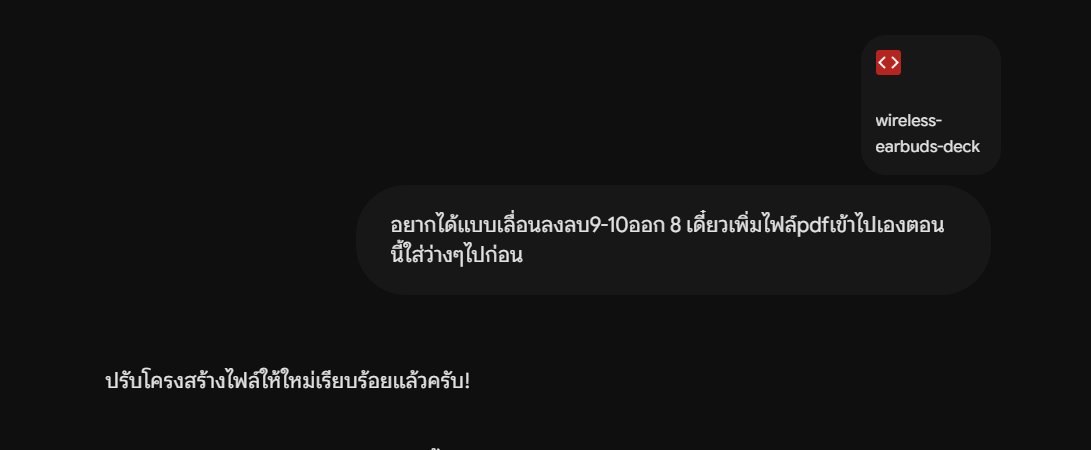 wireless-
earbuds-deck
อยากได้แบบเลื่อนลงลบ9-10ออก 8 เดี๋ยวเพิ่มไฟล์pdfเข้าไปเองตอน
นี้ใส่ว่างๆไปก่อน
ปรับโครงสร้างไฟล์ให้ใหม่เรียบร้อยแล้วครับ!